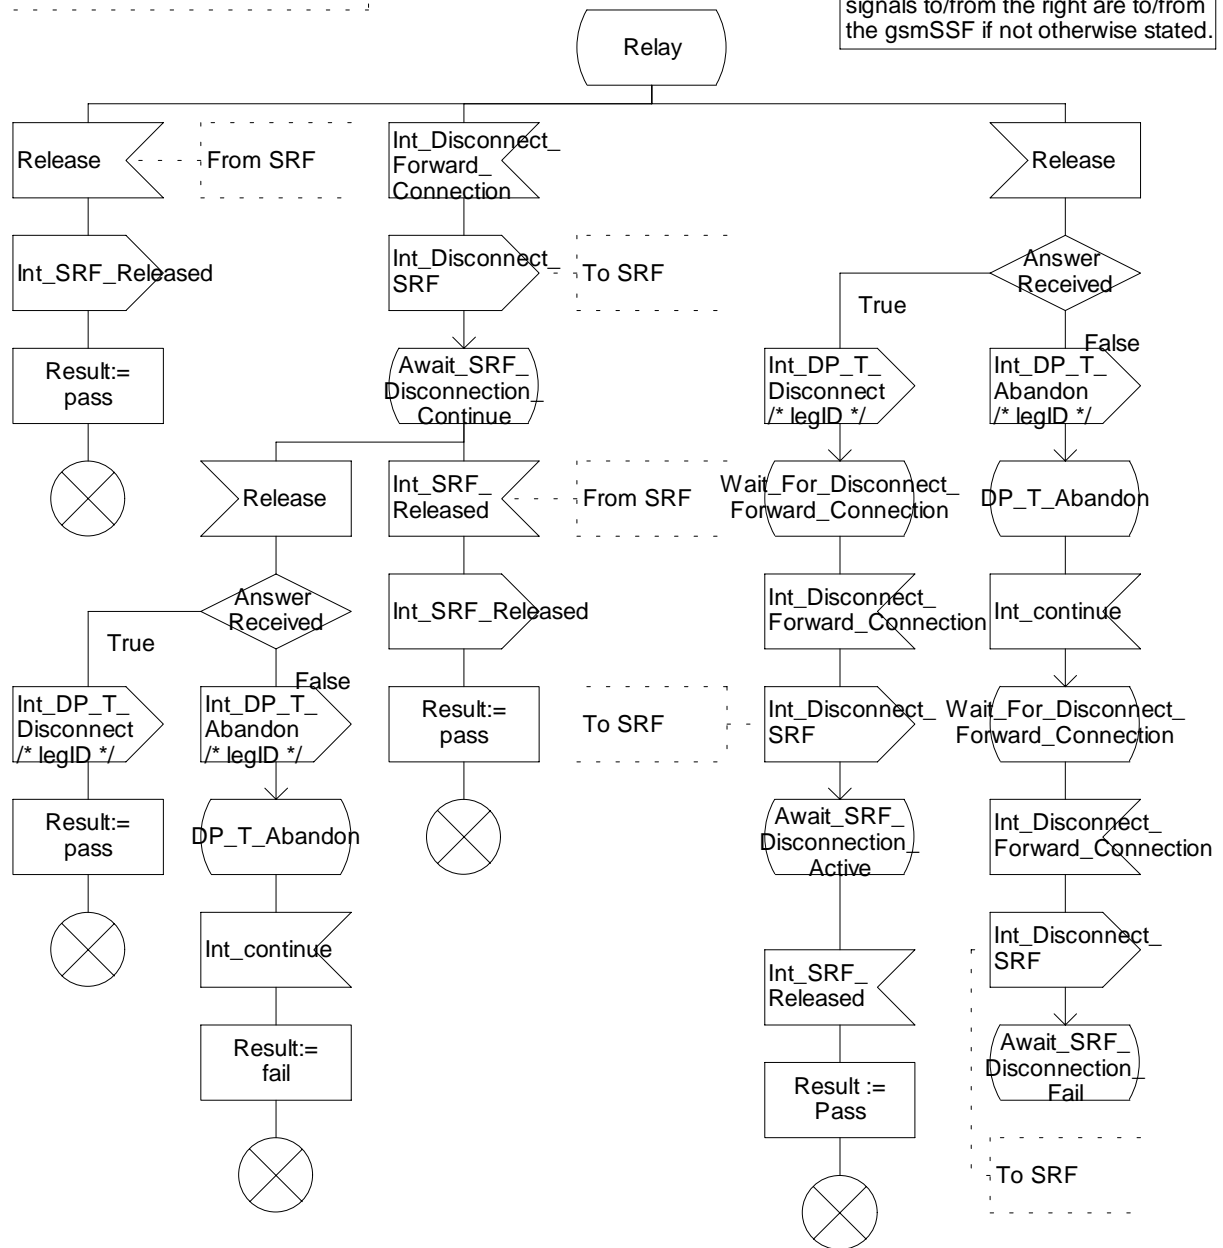 signals to/from the right are to/from
the gsmSSF if not otherwise stated.
Relay
Release
From SRF
Int_Disconnect_
Forward_
Connection
Release
Int_SRF_Released
Int_Disconnect_
SRF
To SRF
Answer
Received
True
False
Result:=
pass
Await_SRF_
Disconnection_
Continue
Int_DP_T_
Disconnect
/* legID */
Int_DP_T_
Abandon
/* legID */
Release
Int_SRF_
Released
From SRF
Wait_For_Disconnect_
Forward_Connection
DP_T_Abandon
Answer
Received
True
False
Int_SRF_Released
Int_Disconnect_
Forward_Connection
Int_continue
Int_DP_T_
Disconnect
/* legID */
Int_DP_T_
Abandon
/* legID */
Result:=
pass
To SRF
Int_Disconnect_
SRF
Wait_For_Disconnect_
Forward_Connection
Result:=
pass
DP_T_Abandon
Await_SRF_
Disconnection_
Active
Int_Disconnect_
Forward_Connection
Int_continue
Int_SRF_
Released
Int_Disconnect_
SRF
Result:=
fail
Result :=
Pass
Await_SRF_
Disconnection_
Fail
To SRF